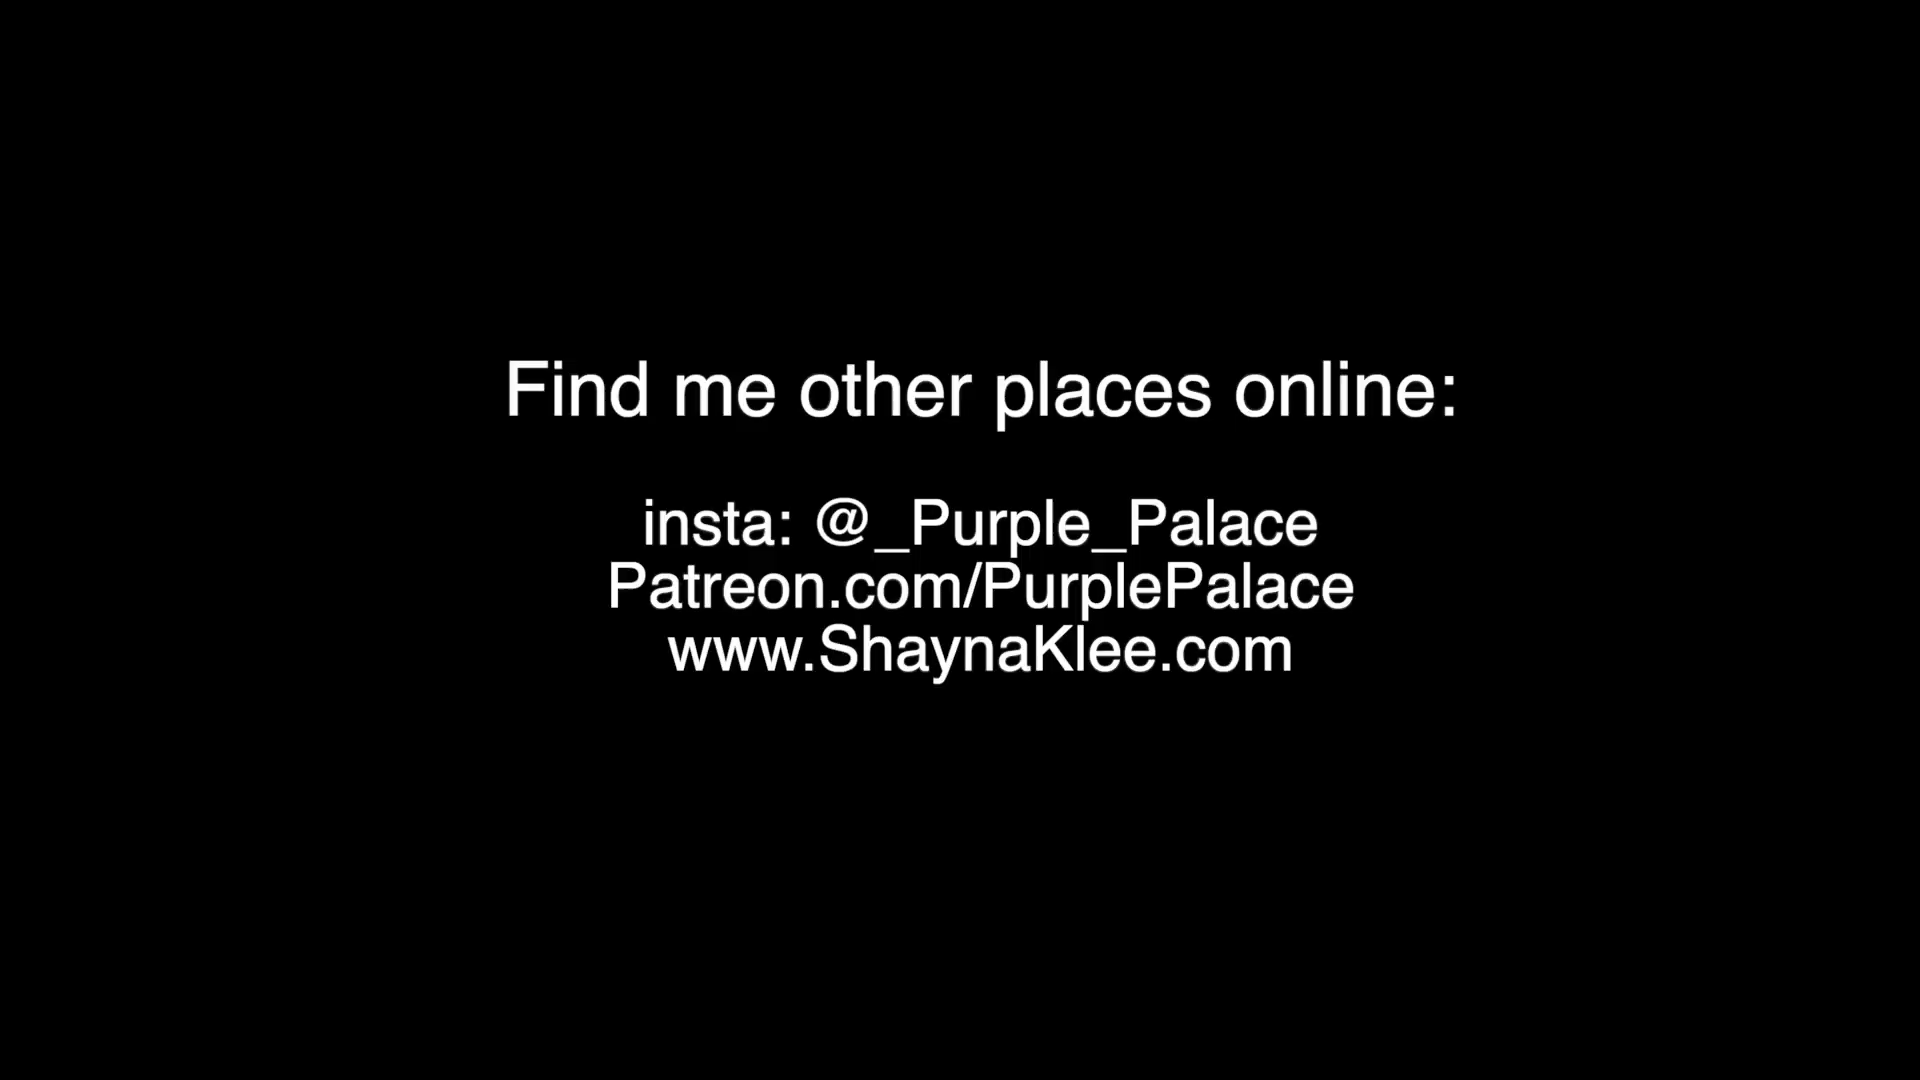 Find me other places online:
insta: @_Purple_Palace
Patreon.com/PurplePalace
www.ShaynaKlee.com